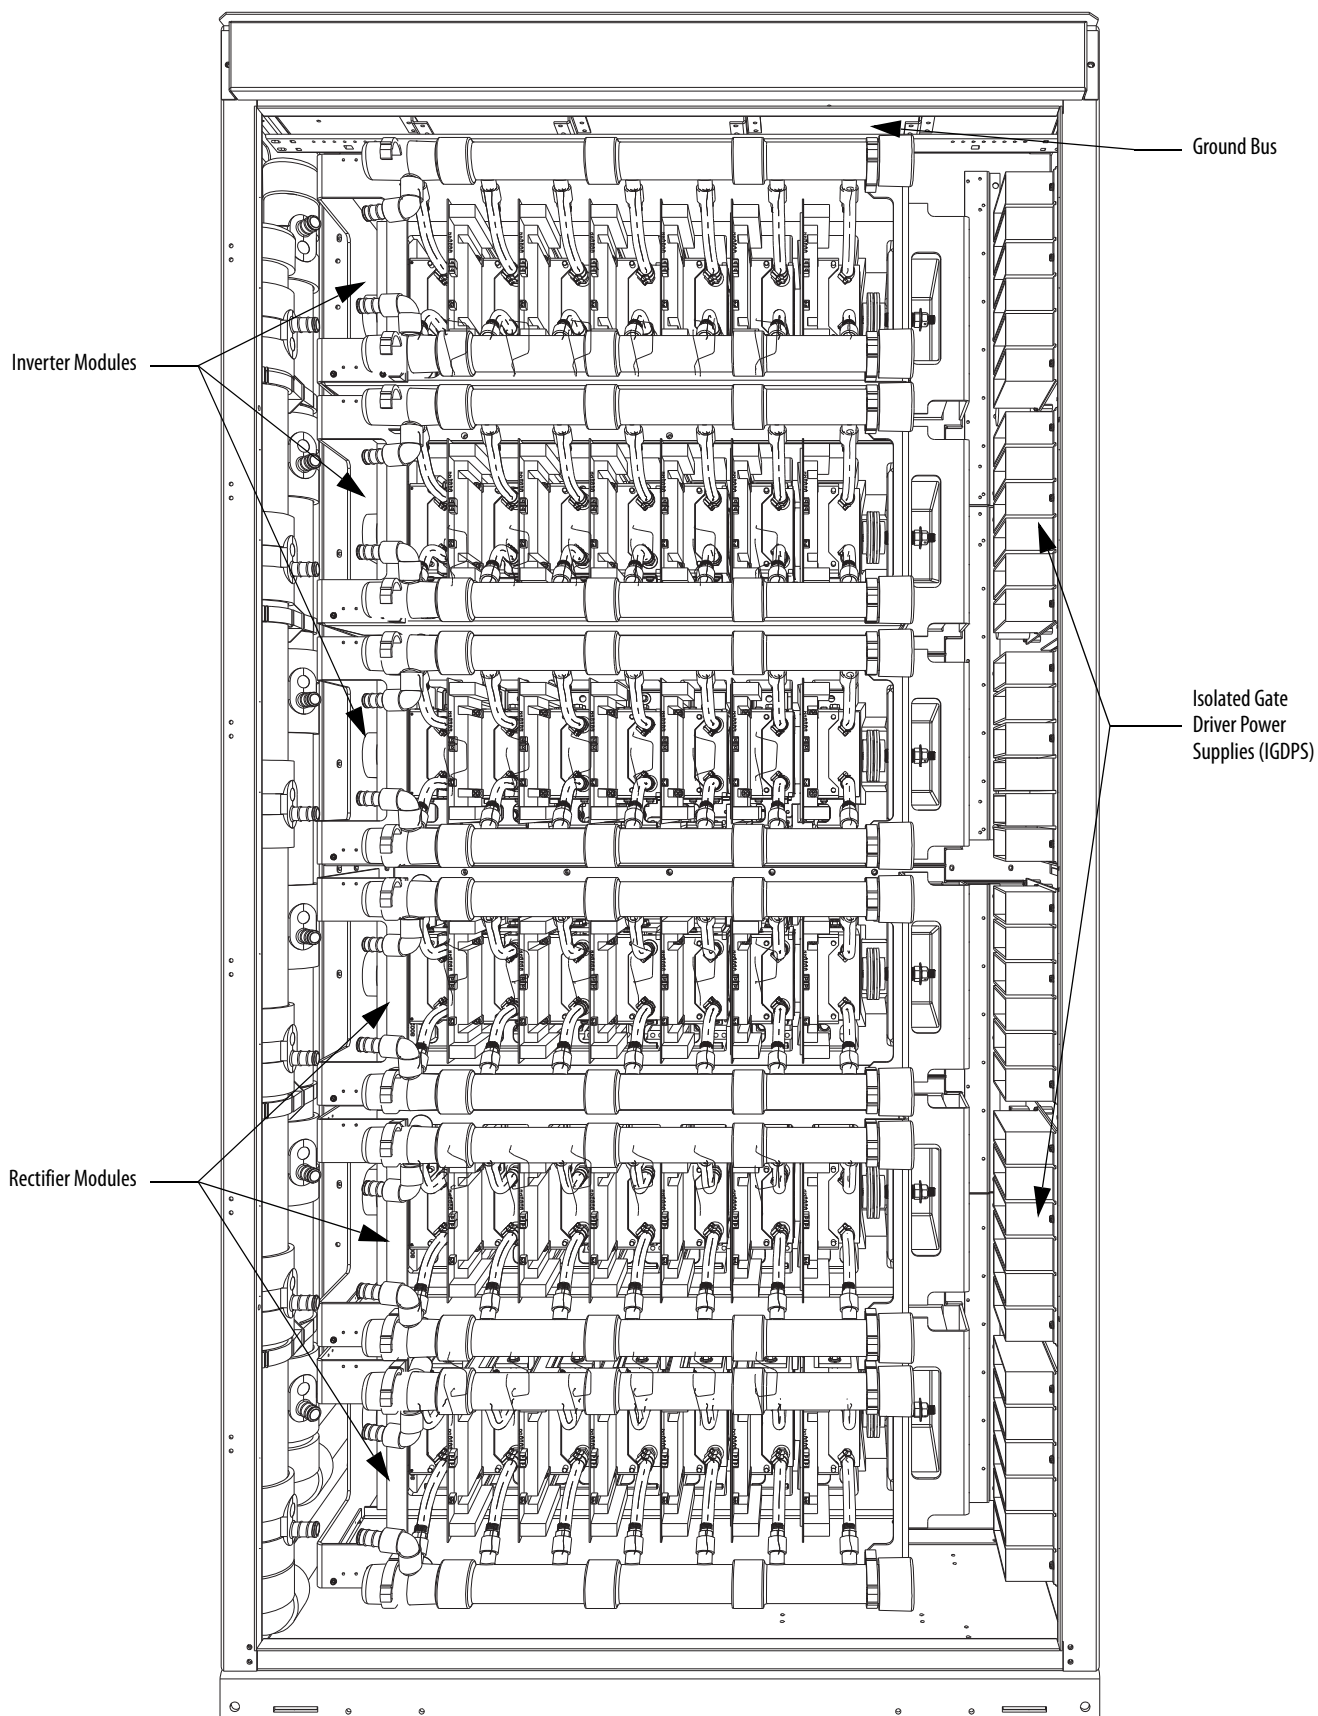 Ground Bus
Inverter Modules
Isolated Gate
Driver Power
Supplies (IGDPS)
Rectifier Modules